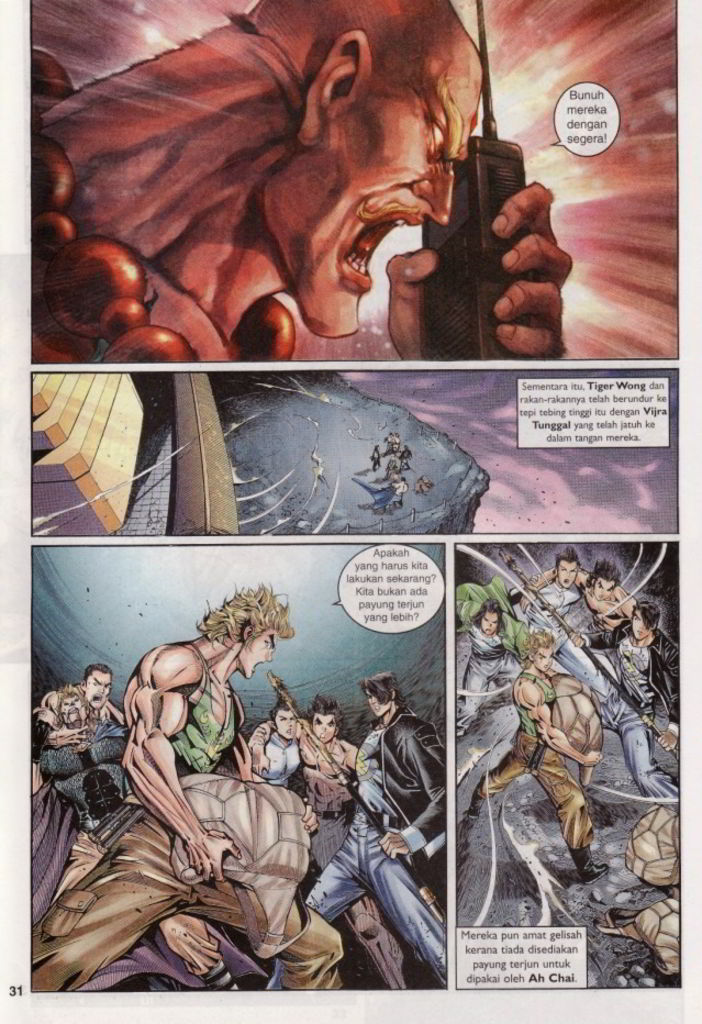 Bunuh
mereka
dengan
segera!
Sementara itu, Tiger Wong dan
rakan-rakannya telah berundur ke
tepi tebing tinggi itu dengan Vijra
Tunggal yang telah jatuh ke
dalam tangan mereka.
Apakah
yang harus kita
lakukan sekarang?
Kita bukan ada
payung terjun
yang lebih?
Mereka pun amat gelisah
kerana tiada disediakan
payung terjun untuk
dipakai oleh Ah Chai.
31